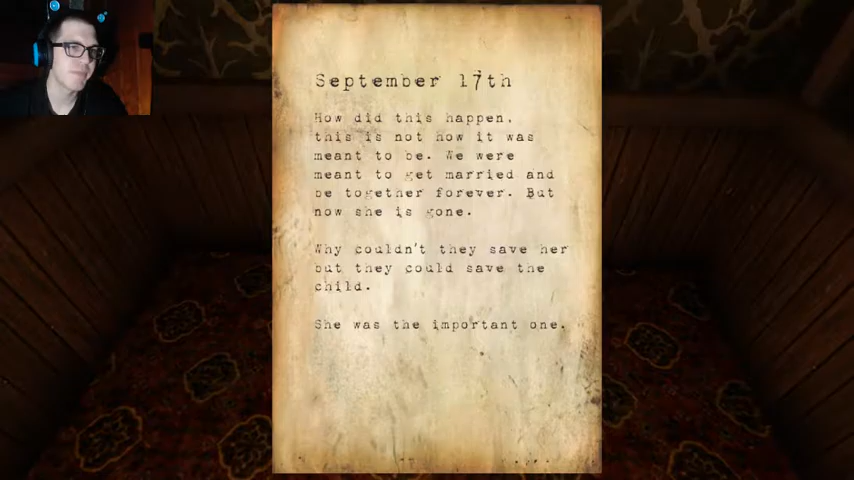 September 17th
How did this happen,
this is not how it was
meant to be. We were
meant to get married and
be together forever. But
now she is gone.
Why couldn't they save her
but they could save the
child.
She was the important one.